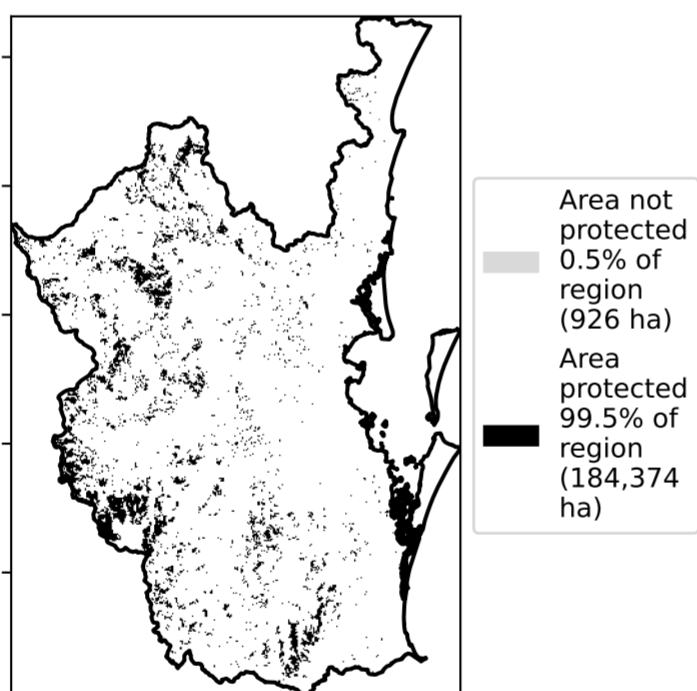 Area not
protected
0.5% of
region
(926 ha)
Area
protected
99.5% of
region
(184,374
ha)